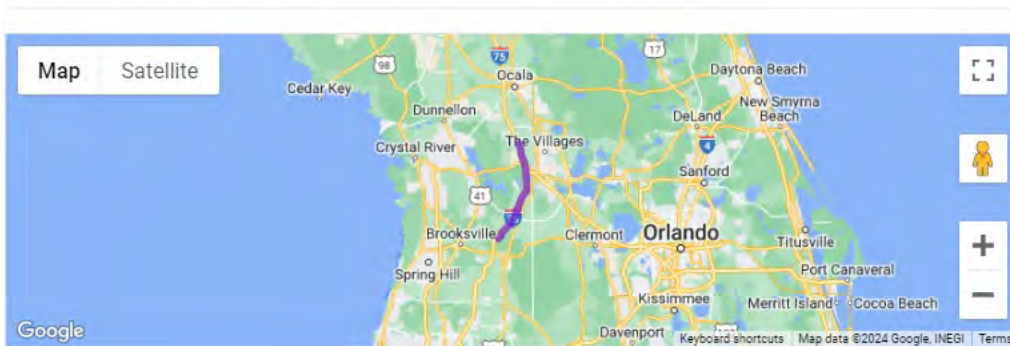 Map Satellite
98
75
Ocala
17
Daytona Beach
Cedar Key
Dunnellon
New Smyrna
Beach
DeLand
The Villages
4
Crystal River
Sanford
41
75
Brooksville
Clermont
Orlando
Titusville
Spring Hill
Port Canaveral
Kissimmee
Merritt Island
Cocoa Beach
Google
Davenport
Keyboard shortcuts Map data ©2024 Google, INEGI Terms